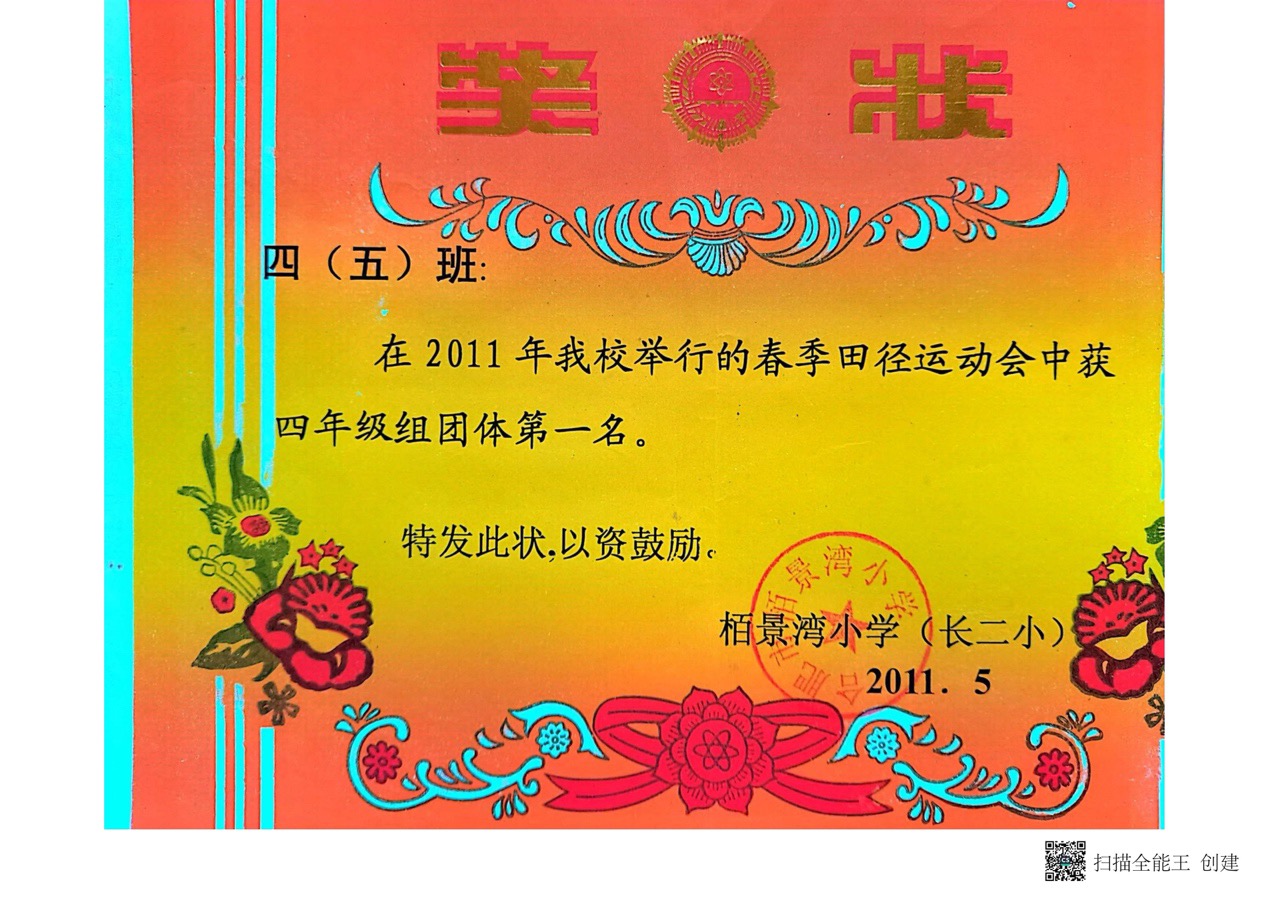 奖状
四（五）班:
在 2011 年我校举行的春季田径运动会中获
四年级组团体第一名。
特发此状,以资鼓励。
合肥市栢景湾小学
栢景湾小学（长二小）
2011. 5
扫描全能王 创建